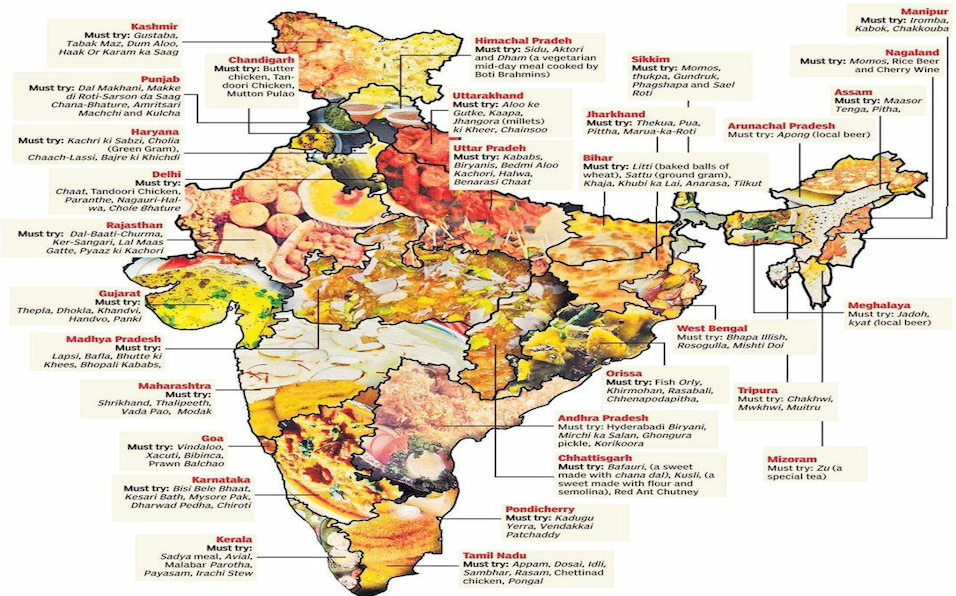 Kashmir
Must try: Gustaba,
Tabak Maz, Dum Aloo,
Haak Or Karam ka Saag
Chandigarh
Must try: Butter
chicken, Tan-
doori Chicken,
Mutton Pulao
Punjab
Must try: Dal Makhani, Makke
di Roti-Sarson da Saag
Chana-Bhature, Amritsari
Machchi and Kulcha
Haryana
Must try: Kachri ki Sabzi, Cholia
(Green Gram),
Chaach-Lassi, Bajre ki Khichdi
Delhi
Must try:
Chaat, Tandoori Chicken,
Paranthe, Nagauri-Hal-
wa, Chole Bhature
Rajasthan
Must try: Dal-Baati-Churma,
Ker-Sangari, Lal Maas
Gatte, Pyaaz ki Kachori
Gujarat
Must try:
Thepla, Dhokla, Khandvi,
Handvo, Panki
Madhya Pradesh
Must try:
Lapsi, Bafla, Bhutte ki
Khees, Bhopali Kababs,
Maharashtra
Must try:
Shrikhand, Thalipeeth,
Vada Pao, Modak
Goa
Must try: Vindaloo,
Xacuti, Bibinca,
Prawn Balchao
Karnataka
Must try: Bisi Bele Bhaat,
Kesari Bath, Mysore Pak,
Dharwad Pedha, Chiroti
Kerala
Must try:
Sadya meal, Avial,
Malabar Parotha,
Payasam, Irachi Stew
Himachal Pradeh
Must try: Sidu, Aktori
and Dham (a vegetarian
mid-day meal cooked by
Boti Brahmins)
Uttarakhand
Must try: Aloo ke
Gutke, Kaapa,
Jhangora (millets)
ki Kheer, Chainsoo
Uttar Pradeh
Must try: Kababs,
Biryanis, Bedmi Aloo
Kachori, Halwa,
Benarasi Chaat
Sikkim
Must try: Momos,
thukpa, Gundruk,
Phagshapa and Sael
Roti
Jharkhand
Must try: Thekua, Pua,
Pittha, Marua-ka-Roti
Bihar
Must try: Litti (baked balls of
wheat), Sattu (ground gram),
Khaja, Khubi ka Lai, Anarasa, Tilkut
Manipur
Must try: Iromba,
Kabok, Chakkouba
Nagaland
Must try: Momos, Rice Beer
and Cherry Wine
Assam
Must try: Maasor
Tenga, Pitha,
Arunachal Pradesh
Must try: Apong (local beer)
Meghalaya
Must try: Jadoh,
kyat (local beer)
West Bengal
Must try: Bhapa Illish,
Rosogulla, Mishti Doi
Orissa
Must try: Fish Orly,
Khirmohan, Rasabali,
Chhenapodapitha,
Tripura
Must try: Chakhwi,
Mwkhwi, Muitru
Andhra Pradesh
Must try: Hyderabadi Biryani,
Mirchi ka Salan, Ghongura
pickle, Korikoora
Chhattisgarh
Must try: Bafauri, (a sweet
made with chana dal), Kusli, (a
sweet made with flour and
semolina), Red Ant Chutney
Mizoram
Must try: Zu (a
special tea)
Pondicherry
Must try: Kadugu
Yerra, Vendakkai
Patchaddy
Tamil Nadu
Must try: Appam, Dosai, Idli,
Sambhar, Rasam, Chettinad
chicken, Pongal